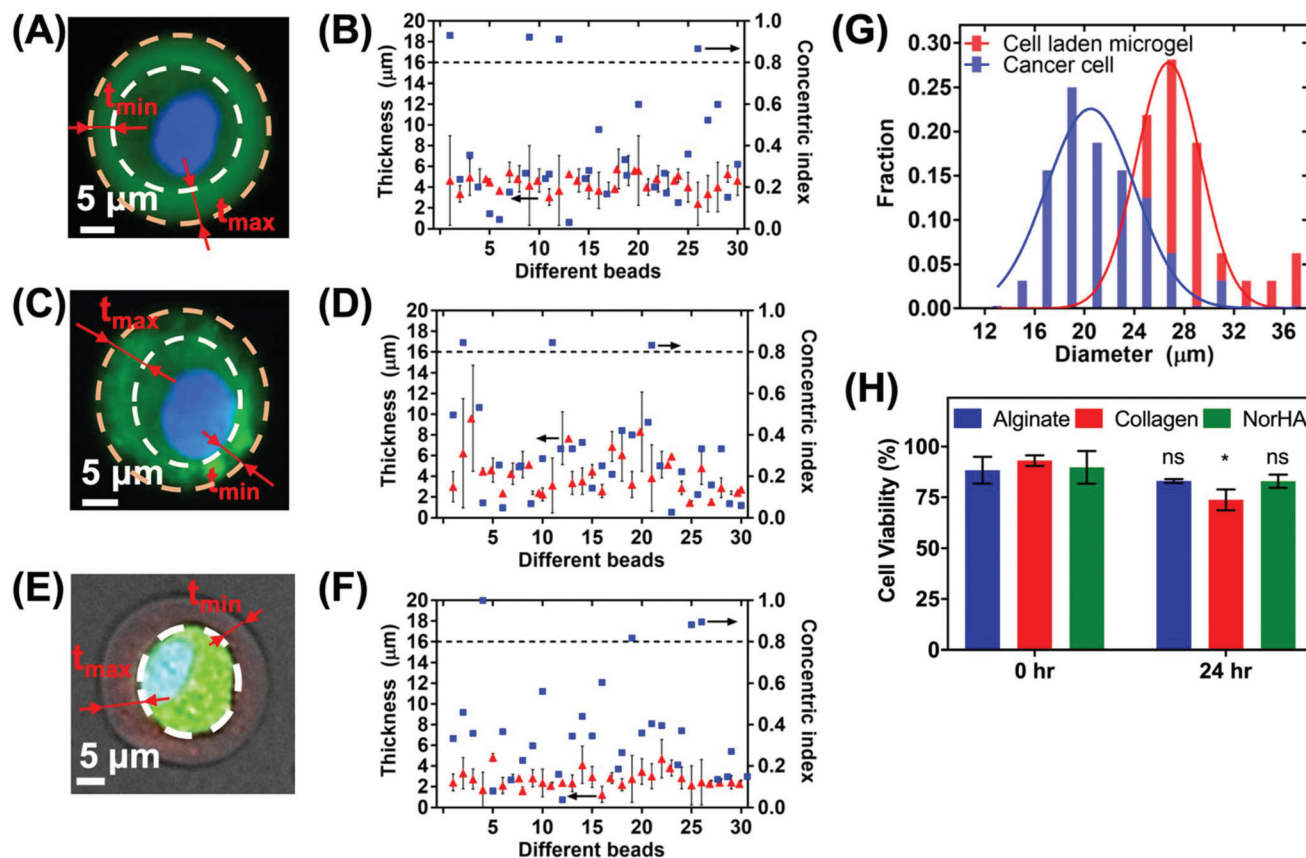 (A)
t_min
t_max
5 μm
(B)
Thickness (μm)
20
18
16
14
12
10
8
6
4
2
0
5
10
15
20
25
30
Different beads
1.0
0.8
0.6
0.4
0.2
0.0
Concentric index
(C)
t_max
t_min
5 μm
(D)
Thickness (μm)
20
18
16
14
12
10
8
6
4
2
0
5
10
15
20
25
30
Different beads
1.0
0.8
0.6
0.4
0.2
0.0
Concentric index
(E)
t_min
t_max
5 μm
(F)
Thickness (μm)
20
18
16
14
12
10
8
6
4
2
0
5
10
15
20
25
30
Different beads
1.0
0.8
0.6
0.4
0.2
0.0
Concentric index
(G)
Cell laden microgel
Cancer cell
Fraction
0.30
0.25
0.20
0.15
0.10
0.05
0.00
12
16
20
24
28
32
36
Diameter (μm)
(H)
Alginate
Collagen
NorHA
Cell Viability (%)
100
75
50
25
0
ns
*
ns
0 hr
24 hr